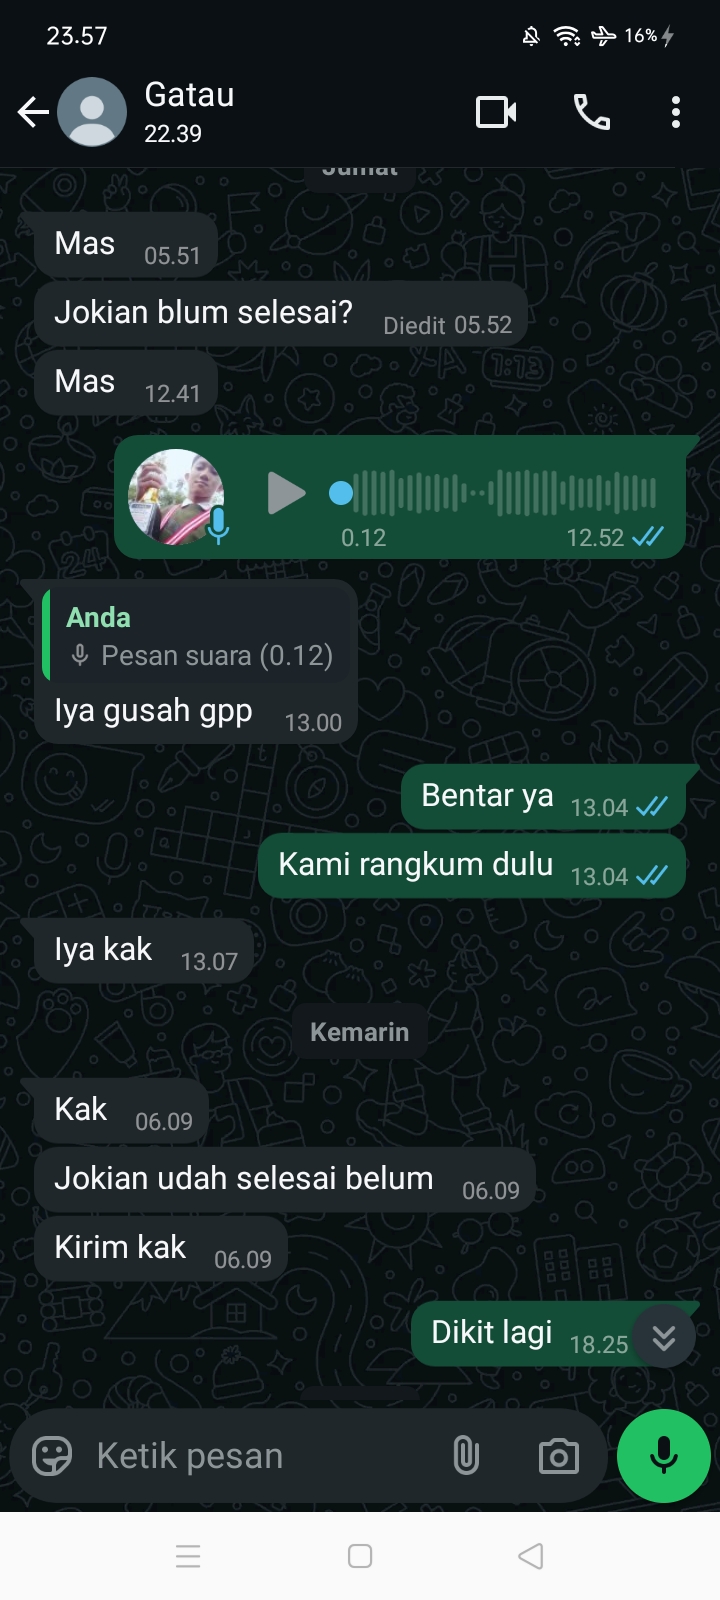 23.57
16%
Gatau
22.39
Jumat
Mas 05.51
Jokian blum selesai? Diedit 05.52
Mas 12.41
0.12 12.52
Anda
Pesan suara (0.12)
Iya gusah gpp 13.00
Bentar ya 13.04
Kami rangkum dulu 13.04
Iya kak 13.07
Kemarin
Kak 06.09
Jokian udah selesai belum 06.09
Kirim kak 06.09
Dikit lagi 18.25
Ketik pesan